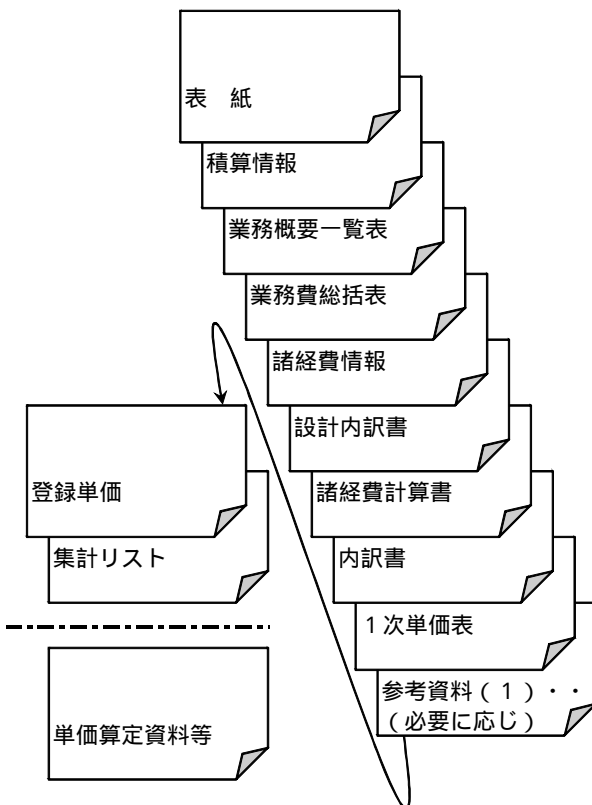 表　紙
積算情報
業務概要一覧表
業務費総括表
諸経費情報
設計内訳書
諸経費計算書
内訳書
１次単価表
参考資料（１）・・
（必要に応じ）
登録単価
集計リスト
単価算定資料等